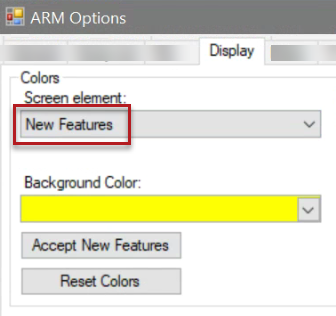 ARM Options
Display
Colors
Screen element:
New Features
Background Color:
Accept New Features
Reset Colors